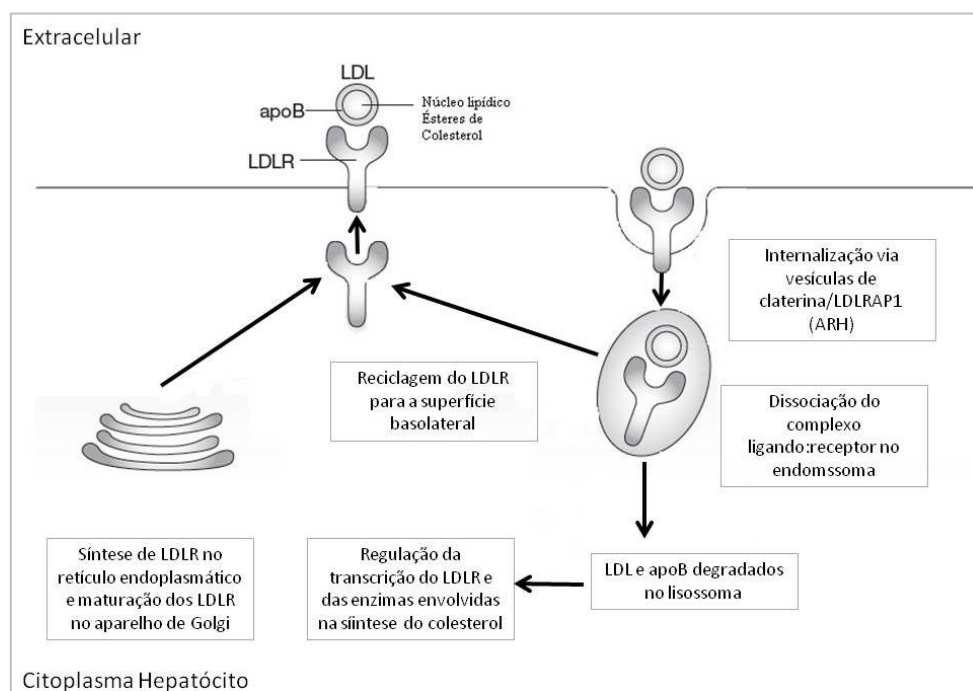 Extracelular
LDL
apoB
Núcleo lipídico
Ésteres de
Colesterol
LDLR
Internalização via
vesículas de
claterina/LDLRAP1
(ARH)
Reciclagem do LDLR
para a superfície
basolateral
Dissociação do
complexo
ligando:receptor no
endomssoma
Síntese de LDLR no
retículo endoplasmático
e maturação dos LDLR
no aparelho de Golgi
Regulação da
transcrição do LDLR e
das enzimas envolvidas
na síintese do colesterol
LDL e apoB degradados
no lisossoma
Citoplasma Hepatócito